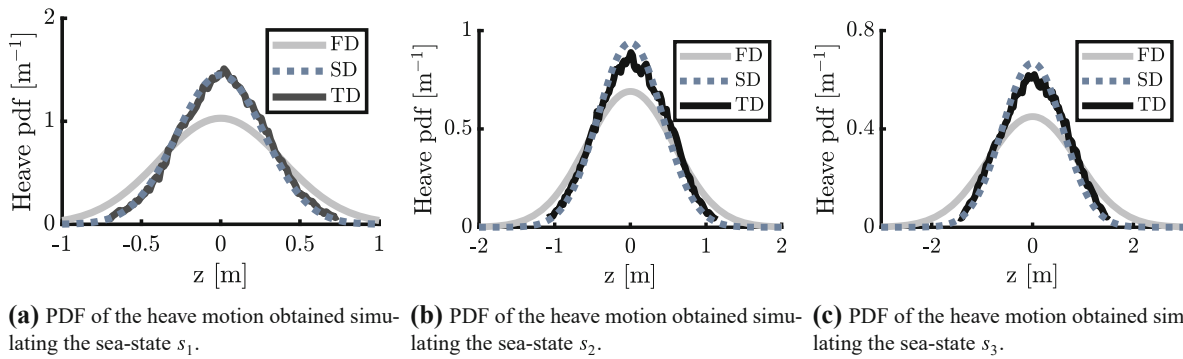 2
1
0
-1
-0.5
0
0.5
1
Heave pdf [m⁻¹]
z [m]
FD
SD
TD
1
0.5
0
-2
-1
0
1
2
Heave pdf [m⁻¹]
z [m]
FD
SD
TD
0.8
0.4
0
-2
0
2
Heave pdf [m⁻¹]
z [m]
FD
SD
TD
(a) PDF of the heave motion obtained simu-
lating the sea-state s₁.
(b) PDF of the heave motion obtained simu-
lating the sea-state s₂.
(c) PDF of the heave motion obtained sim
lating the sea-state s₃.